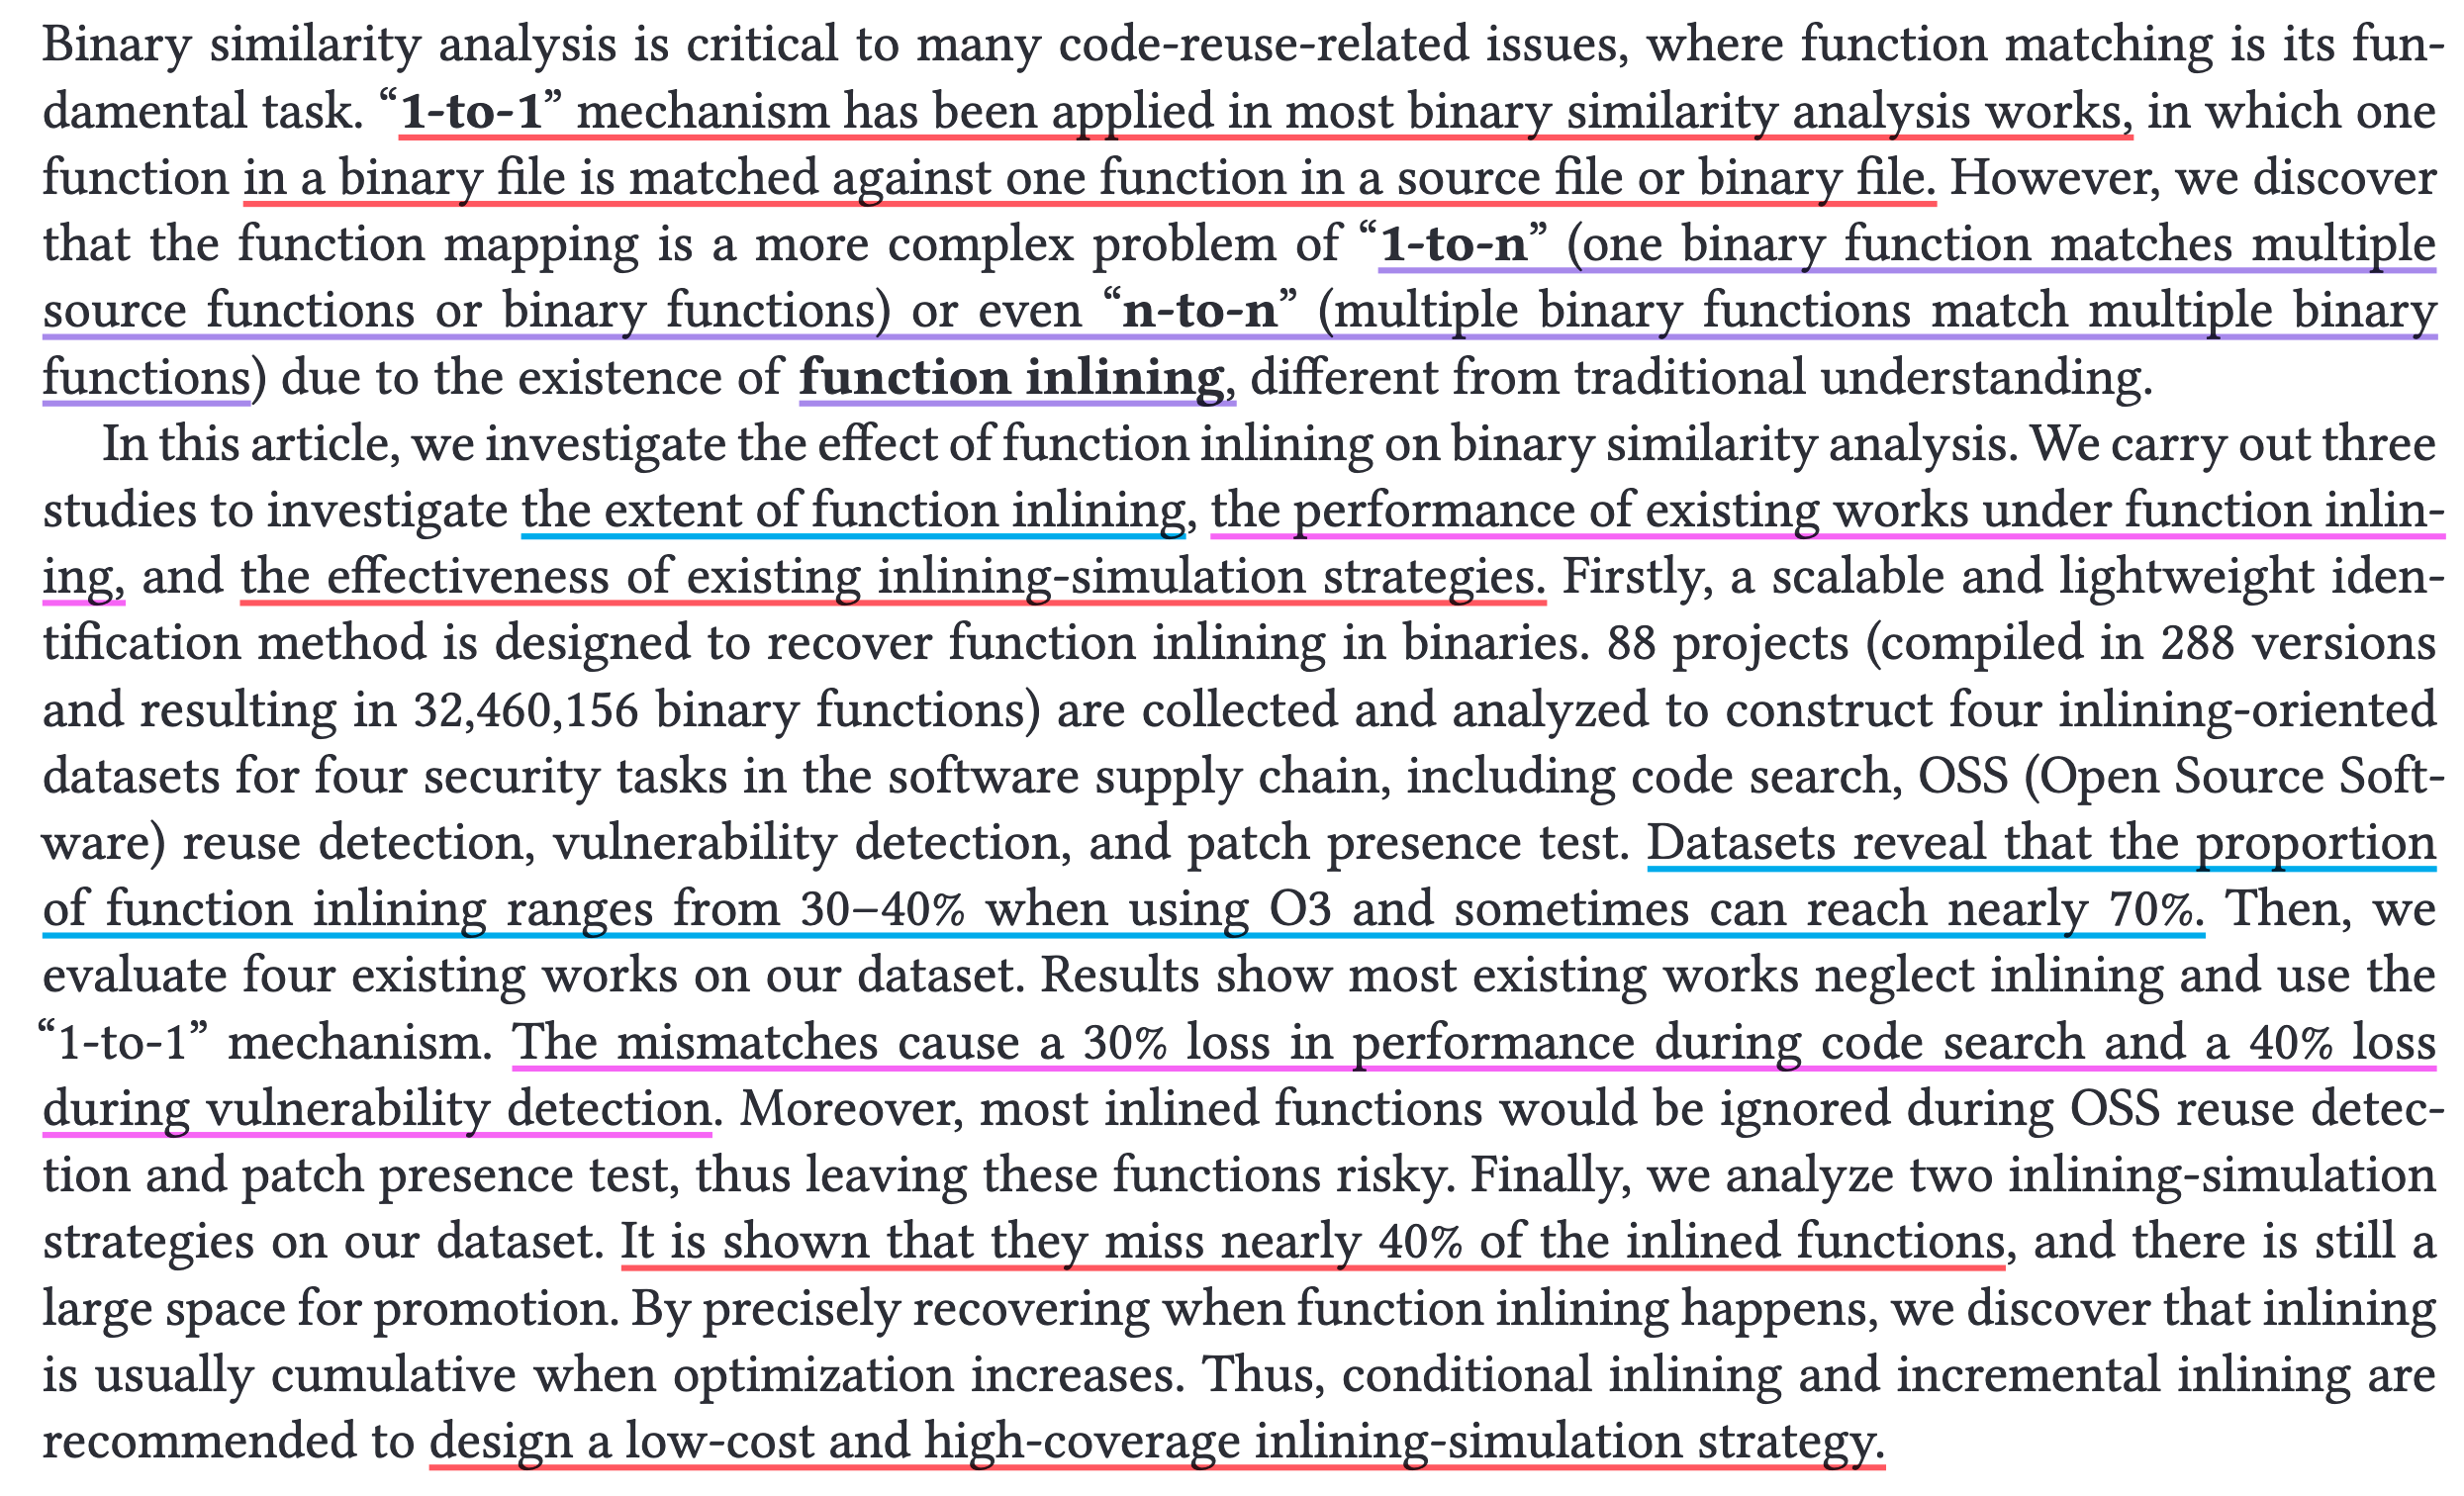 Binary similarity analysis is critical to many code-reuse-related issues, where function matching is its fun-
damental task. “1-to-1” mechanism has been applied in most binary similarity analysis works, in which one
function in a binary file is matched against one function in a source file or binary file. However, we discover
that the function mapping is a more complex problem of “1-to-n” (one binary function matches multiple
source functions or binary functions) or even “n-to-n” (multiple binary functions match multiple binary
functions) due to the existence of function inlining, different from traditional understanding.
In this article, we investigate the effect of function inlining on binary similarity analysis. We carry out three
studies to investigate the extent of function inlining, the performance of existing works under function inlin-
ing, and the effectiveness of existing inlining-simulation strategies. Firstly, a scalable and lightweight iden-
tification method is designed to recover function inlining in binaries. 88 projects (compiled in 288 versions
and resulting in 32,460,156 binary functions) are collected and analyzed to construct four inlining-oriented
datasets for four security tasks in the software supply chain, including code search, OSS (Open Source Soft-
ware) reuse detection, vulnerability detection, and patch presence test. Datasets reveal that the proportion
of function inlining ranges from 30–40% when using O3 and sometimes can reach nearly 70%. Then, we
evaluate four existing works on our dataset. Results show most existing works neglect inlining and use the
“1-to-1” mechanism. The mismatches cause a 30% loss in performance during code search and a 40% loss
during vulnerability detection. Moreover, most inlined functions would be ignored during OSS reuse detec-
tion and patch presence test, thus leaving these functions risky. Finally, we analyze two inlining-simulation
strategies on our dataset. It is shown that they miss nearly 40% of the inlined functions, and there is still a
large space for promotion. By precisely recovering when function inlining happens, we discover that inlining
is usually cumulative when optimization increases. Thus, conditional inlining and incremental inlining are
recommended to design a low-cost and high-coverage inlining-simulation strategy.